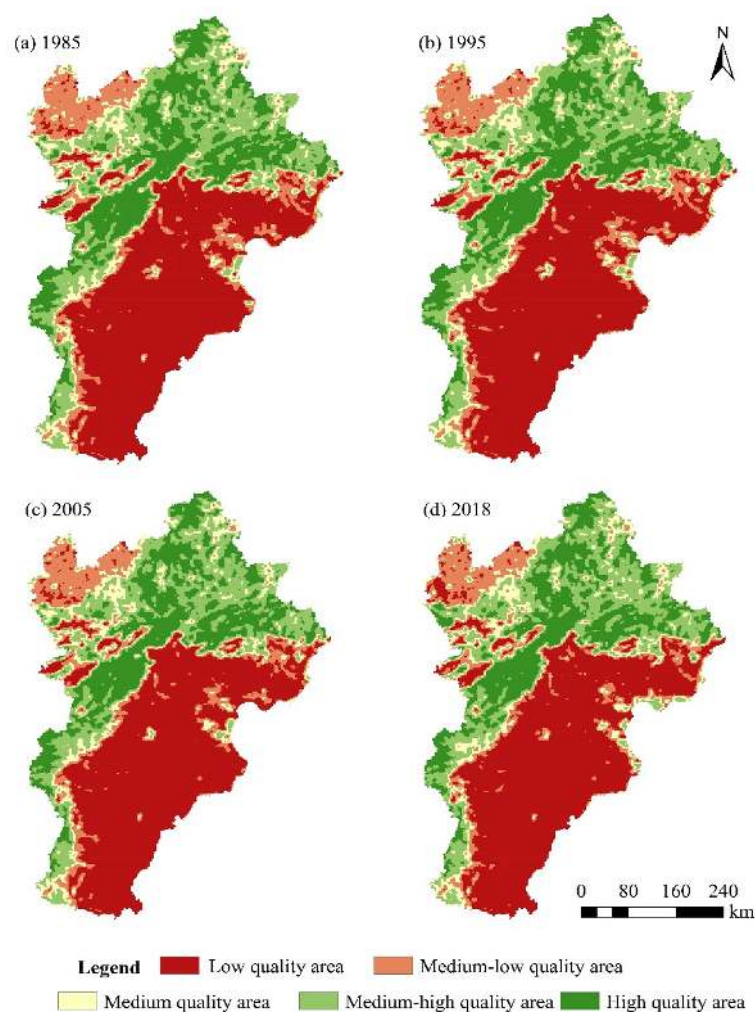 (a) 1985
(b) 1995
N
(c) 2005
(d) 2018
0 80 160 240
km
Legend Low quality area Medium-low quality area
Medium quality area Medium-high quality area High quality area